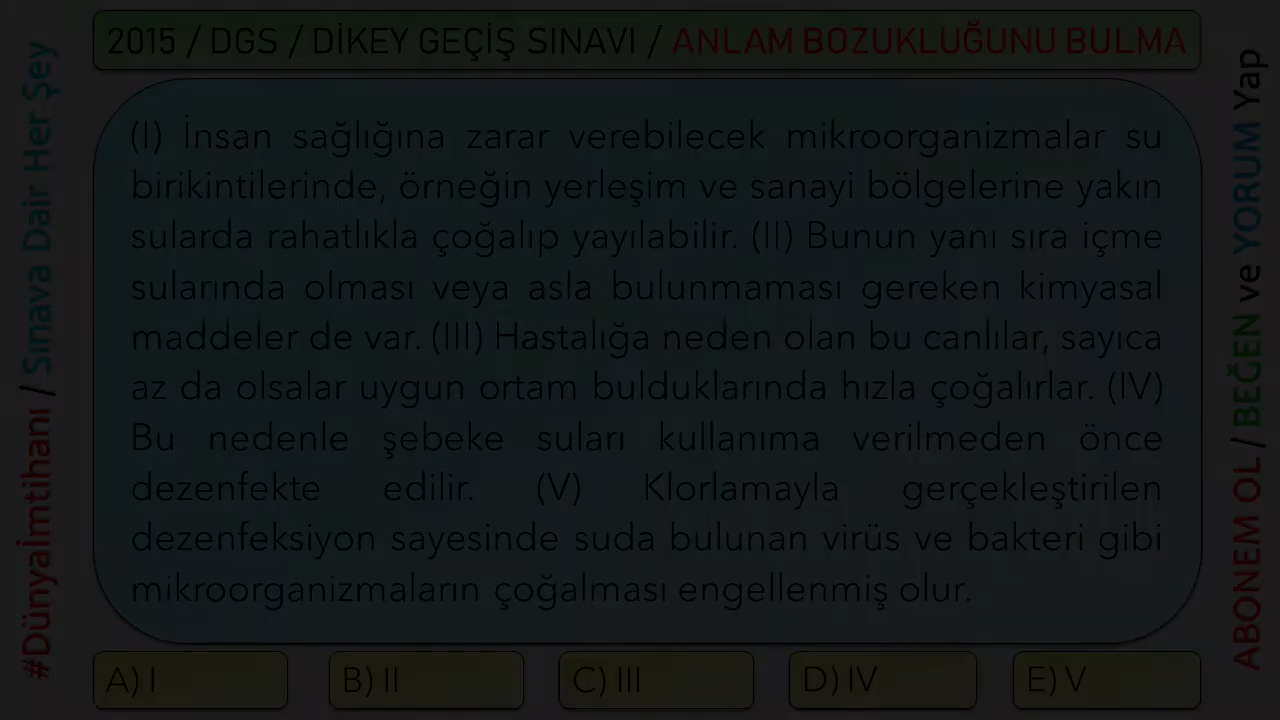 2015 / DGS / DİKEY GEÇİŞ SINAVI / ANLAM BOZUKLUĞUNU BULMA
#Dünyaİmtihanı / Sınava Dair Her Şey
(I) İnsan sağlığına zarar verebilecek mikroorganizmalar su
birikintilerinde, örneğin yerleşim ve sanayi bölgelerine yakın
sularda rahatlıkla çoğalıp yayılabilir. (II) Bunun yanı sıra içme
sularında olması veya asla bulunmaması gereken kimyasal
maddeler de var. (III) Hastalığa neden olan bu canlılar, sayıca
az da olsalar uygun ortam bulduklarında hızla çoğalırlar. (IV)
Bu nedenle şebeke suları kullanıma verilmeden önce
dezenfekte edilir. (V) Klorlamayla gerçekleştirilen
dezenfeksiyon sayesinde suda bulunan virüs ve bakteri gibi
mikroorganizmaların çoğalması engellenmiş olur.
A) I
B) II
C) III
D) IV
E) V
ABONEM OL / BEĞEN ve YORUM Yap